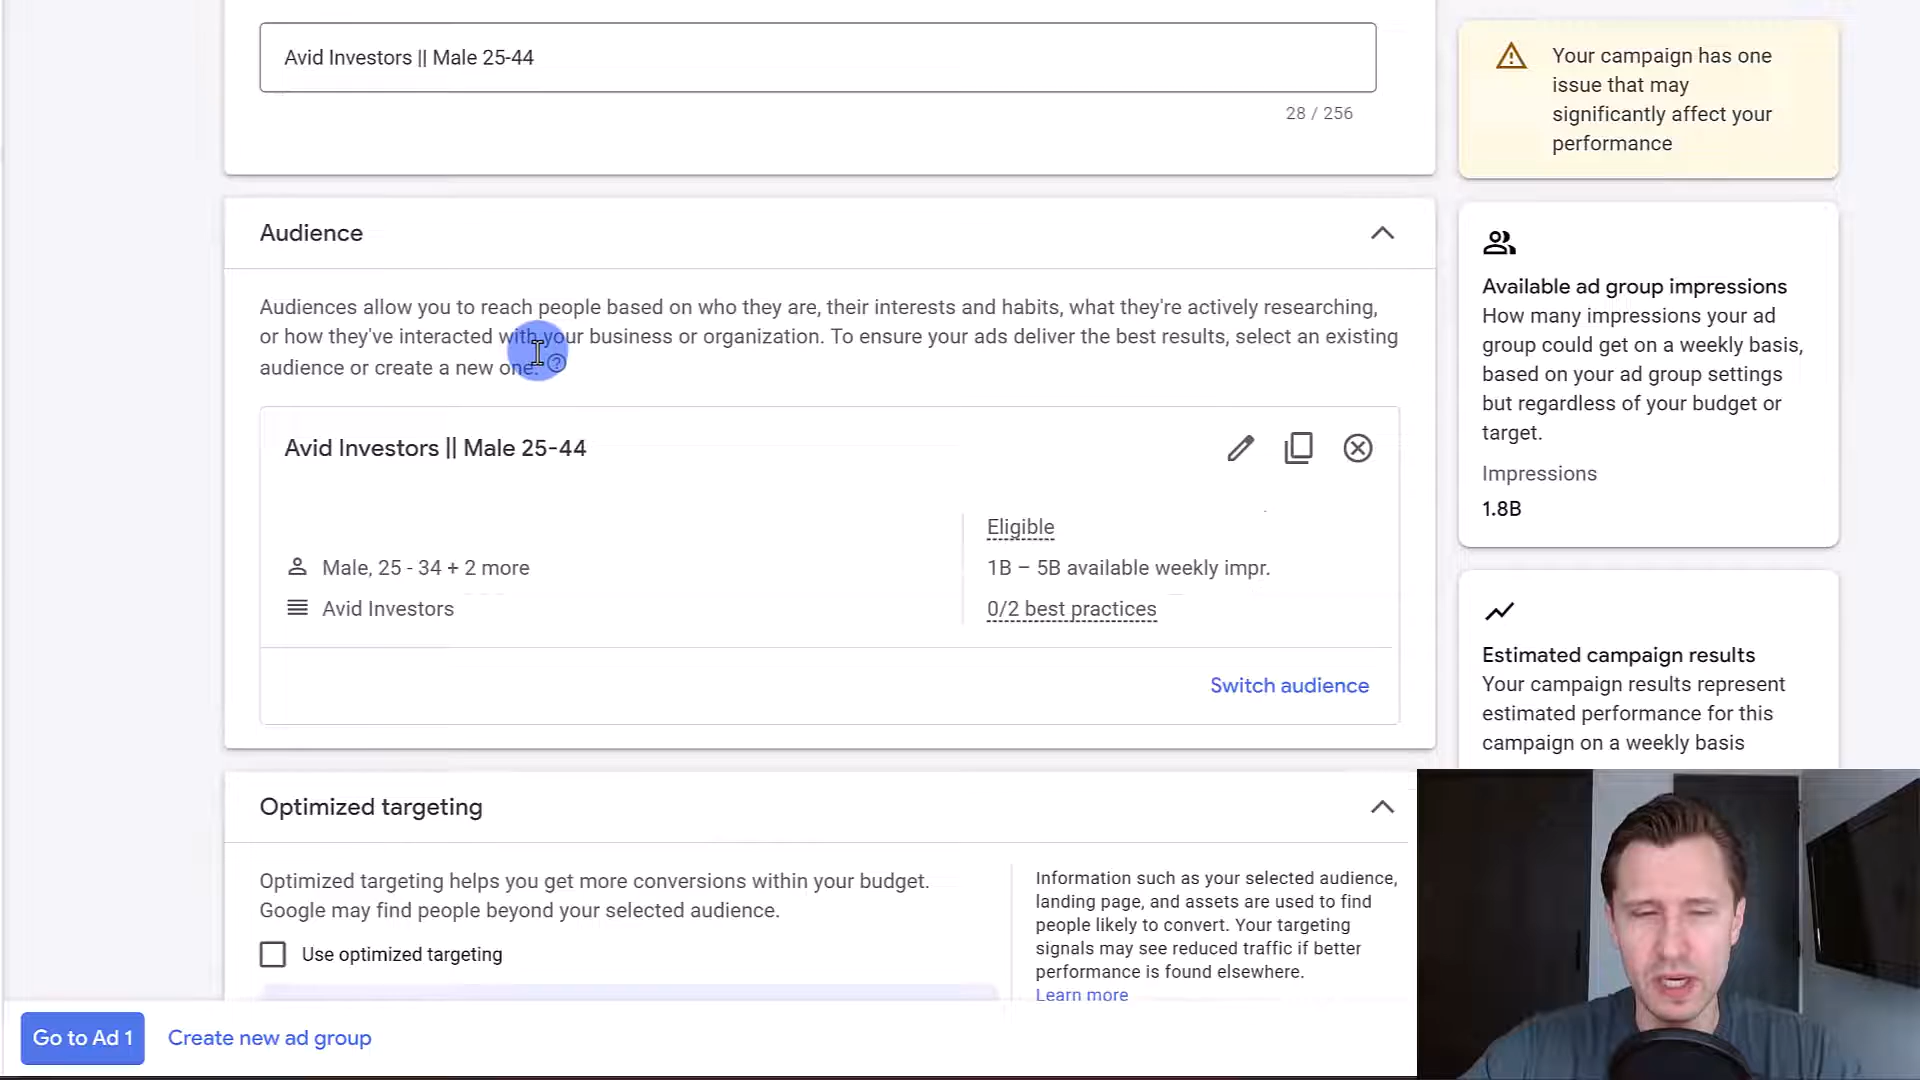 Avid Investors || Male 25-44
28 / 256
Your campaign has one
issue that may
significantly affect your
performance
Audience
Audiences allow you to reach people based on who they are, their interests and habits, what they're actively researching,
or how they've interacted with your business or organization. To ensure your ads deliver the best results, select an existing
audience or create a new one.
Avid Investors || Male 25-44
Male, 25 - 34 + 2 more
Avid Investors
Eligible
1B – 5B available weekly impr.
0/2 best practices
Switch audience
Available ad group impressions
How many impressions your ad
group could get on a weekly basis,
based on your ad group settings
but regardless of your budget or
target.
Impressions
1.8B
Estimated campaign results
Your campaign results represent
estimated performance for this
campaign on a weekly basis
Optimized targeting
Optimized targeting helps you get more conversions within your budget.
Google may find people beyond your selected audience.
Use optimized targeting
Information such as your selected audience,
landing page, and assets are used to find
people likely to convert. Your targeting
signals may see reduced traffic if better
performance is found elsewhere.
Learn more
Go to Ad 1
Create new ad group